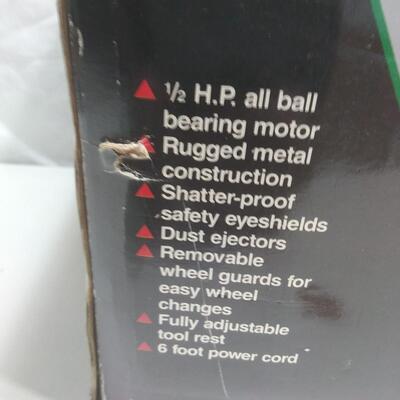 ½ H.P. all ball
bearing motor
Rugged metal
construction
Shatter-proof
safety eyeshields
Dust ejectors
Removable
wheel guards for
easy wheel
changes
Fully adjustable
tool rest
6 foot power cord